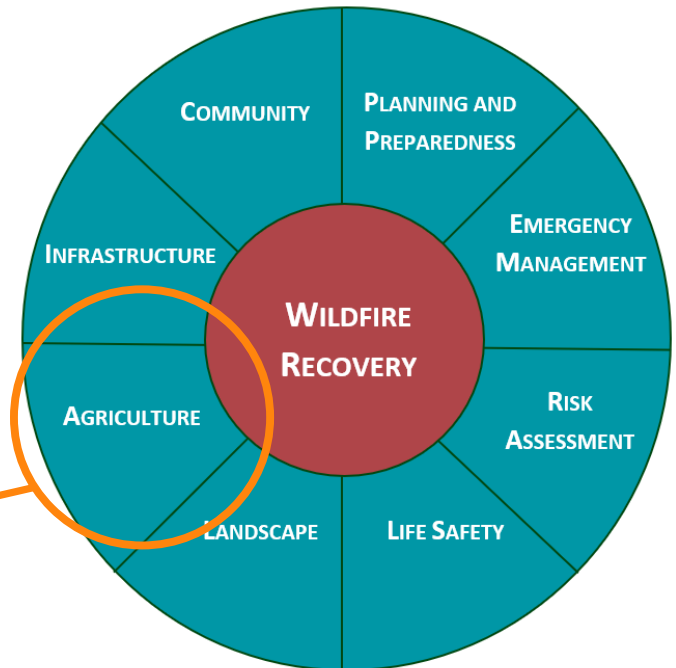 COMMUNITY
PLANNING AND
PREPAREDNESS
EMERGENCY
MANAGEMENT
RISK
ASSESSMENT
LIFE SAFETY
LANDSCAPE
AGRICULTURE
INFRASTRUCTURE
WILDFIRE
RECOVERY